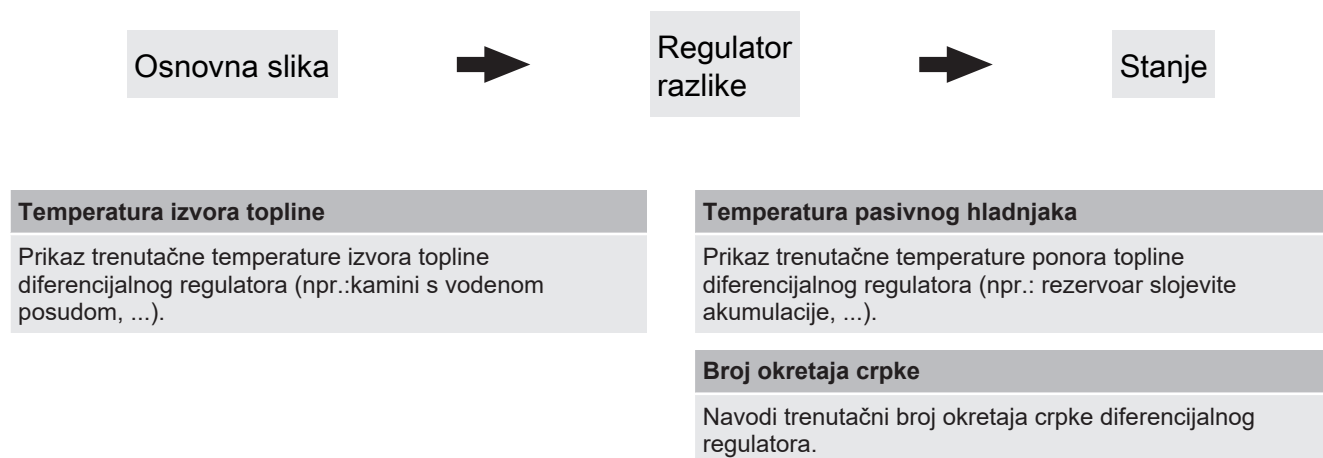 Osnovna slika
Regulator
razlike
Stanje
Temperatura izvora topline
Prikaz trenutačne temperature izvora topline
diferencijalnog regulatora (npr.:kamini s vodenom
posudom, ...).
Temperatura pasivnog hladnjaka
Prikaz trenutačne temperature ponora topline
diferencijalnog regulatora (npr.: rezervoar slojevite
akumulacije, ...).
Broj okretaja crpke
Navodi trenutačni broj okretaja crpke diferencijalnog
regulatora.